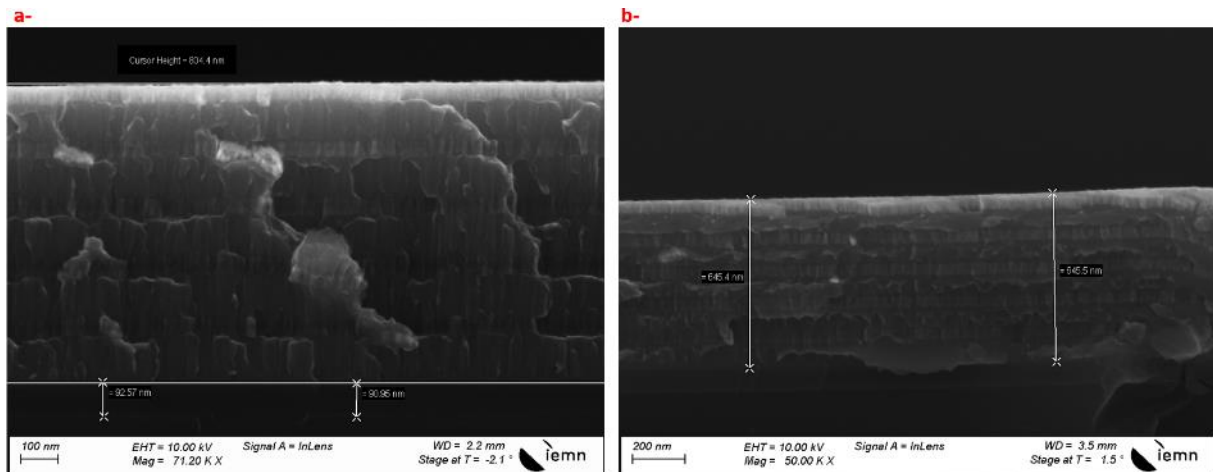 a-
Cursor Height = 834.4 nm
= 92.57 nm
= 90.95 nm
100 nm
EHT = 10.00 kV
Signal A = InLens
WD = 2.2 mm
Mag = 71.20 K X
Stage at T = -2.1 °
iemn
b-
= 645.4 nm
= 645.5 nm
200 nm
EHT = 10.00 kV
Signal A = InLens
WD = 3.5 mm
Mag = 50.00 K X
Stage at T = 1.5 °
iemn